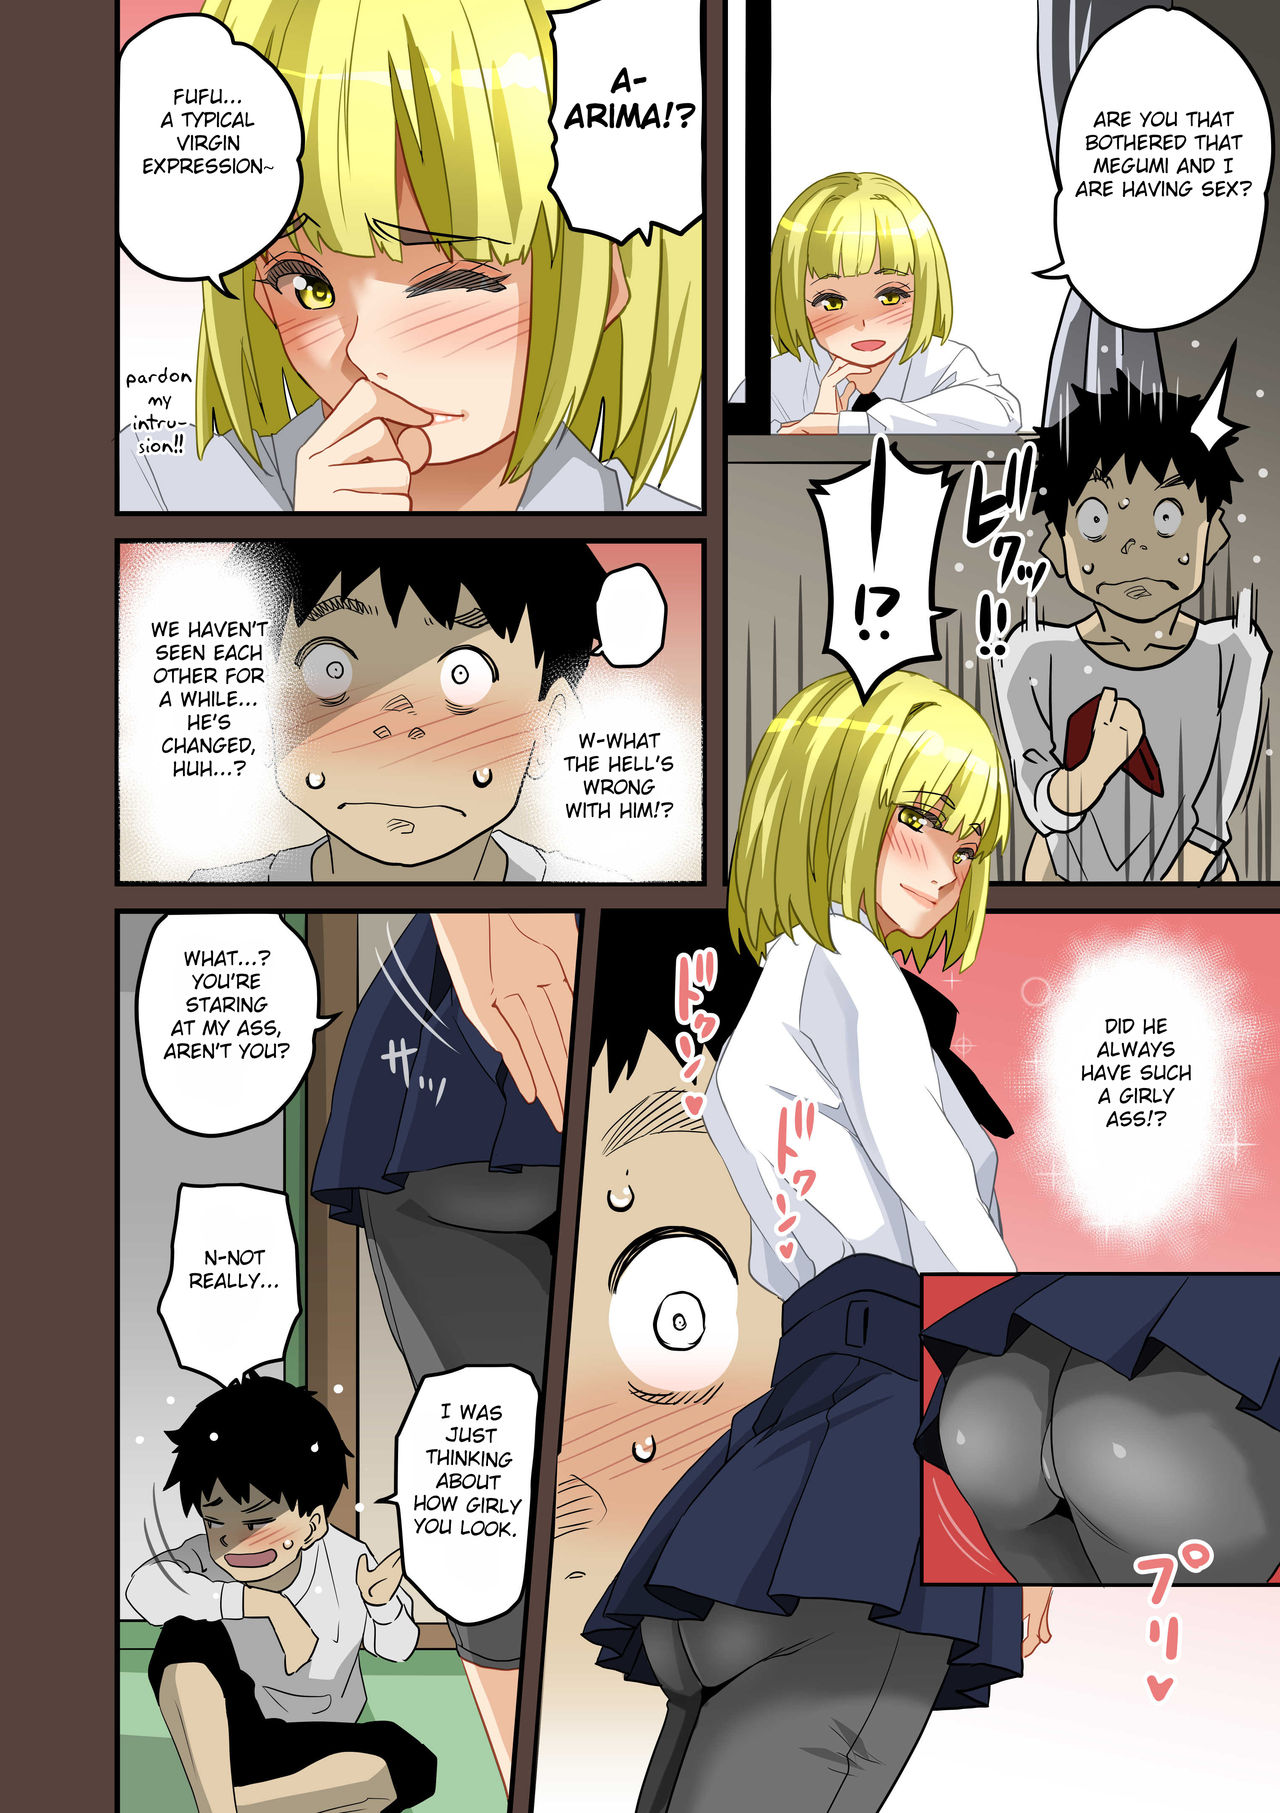 ARE YOU THAT
BOTHERED THAT
MEGUMI AND I
ARE HAVING SEX?
!?
ビクッ!!
A-
ARIMA!?
FUFU...
A TYPICAL
VIRGIN
EXPRESSION~
pardon
my
intru-
sion!!
W-WHAT
THE HELL'S
WRONG
WITH HIM!?
WE HAVEN'T
SEEN EACH
OTHER FOR
A WHILE...
HE'S
CHANGED,
HUH...?
DID HE
ALWAYS
HAVE SUCH
A GIRLY
ASS!?
ドクン♥
ドクン♥
プリ♥
WHAT...?
YOU'RE
STARING
AT MY ASS,
AREN'T YOU?
サッ
N-NOT
REALLY...
I WAS
JUST
THINKING
ABOUT
HOW GIRLY
YOU LOOK.